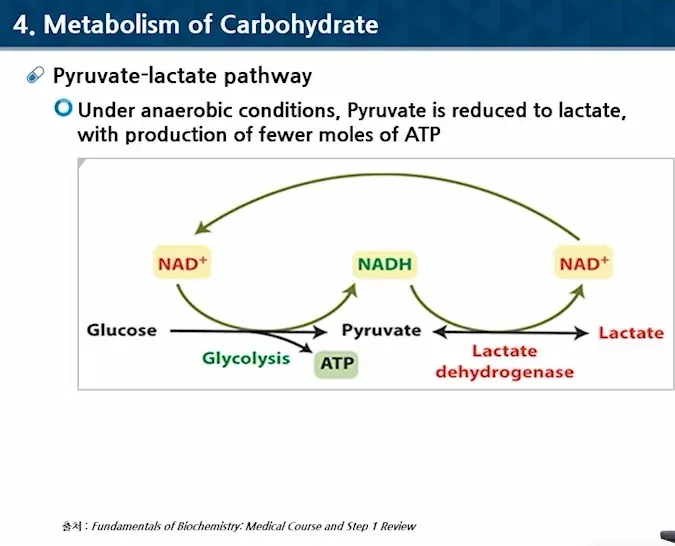 4. Metabolism of Carbohydrate
Pyruvate-lactate pathway
Under anaerobic conditions, Pyruvate is reduced to lactate,
with production of fewer moles of ATP
NAD+ NADH NAD+
Glucose Pyruvate Lactate
Glycolysis ATP Lactate
dehydrogenase
출처 : Fundamentals of Biochemistry: Medical Course and Step 1 Review